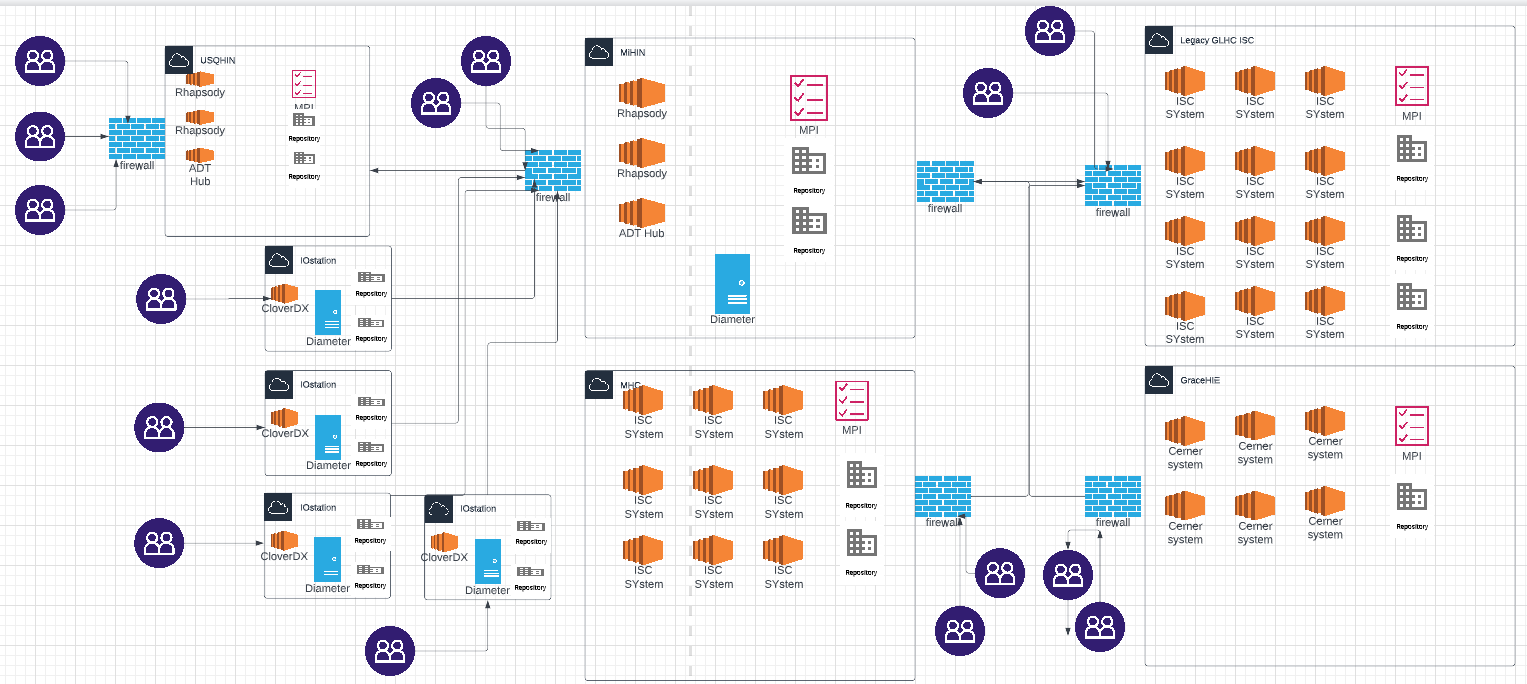 USQHIN
Rhapsody
Rhapsody
ADT
Hub
MPI
Repository
Repository
firewall
IOstation
CloverDX
Diameter
Repository
Repository
IOstation
CloverDX
Diameter
Repository
Repository
IOstation
CloverDX
Diameter
Repository
Repository
IOstation
CloverDX
Diameter
Repository
Repository
firewall
MiHIN
Rhapsody
Rhapsody
ADT Hub
MPI
Repository
Repository
Diameter
firewall
MHC
ISC
SYstem
ISC
SYstem
ISC
SYstem
MPI
ISC
SYstem
ISC
SYstem
ISC
SYstem
Repository
ISC
SYstem
ISC
SYstem
ISC
SYstem
Repository
firewall
firewall
Legacy GLHC ISC
ISC
SYstem
ISC
SYstem
ISC
SYstem
MPI
ISC
SYstem
ISC
SYstem
ISC
SYstem
Repository
ISC
SYstem
ISC
SYstem
ISC
SYstem
Repository
ISC
SYstem
ISC
SYstem
ISC
SYstem
Repository
firewall
GraceHIE
Cerner
system
Cerner
system
Cerner
system
MPI
Cerner
system
Cerner
system
Cerner
system
Repository